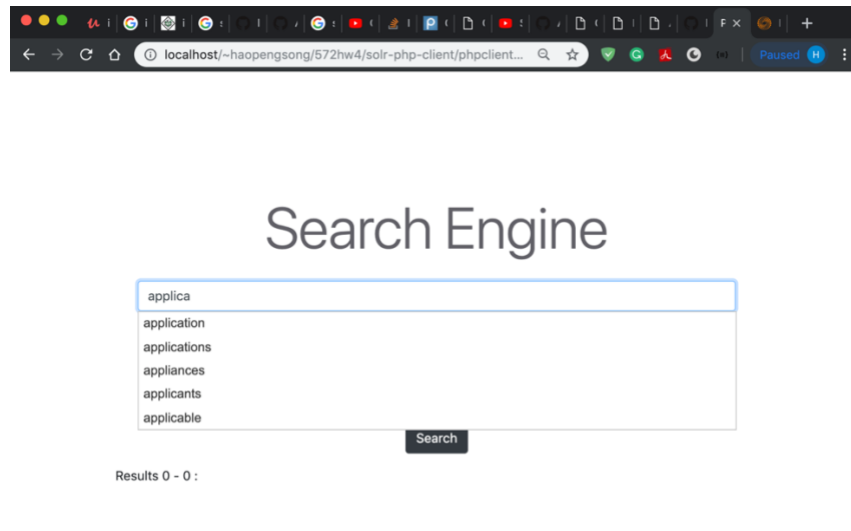 localhost/~haopengsong/572hw4/solr-php-client/phpclient...
Paused H
Search Engine
applica
application
applications
appliances
applicants
applicable
Search
Results 0 - 0 :